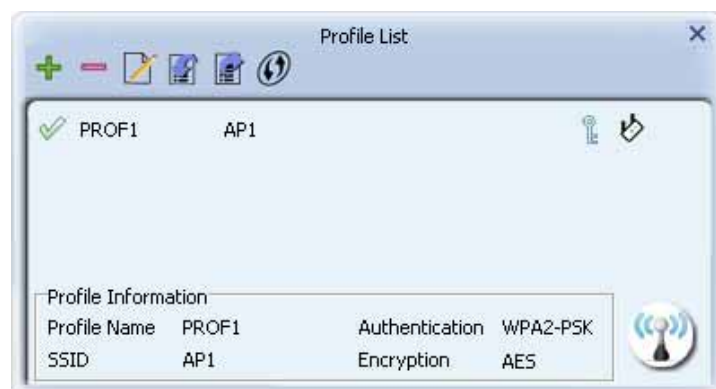 Profile List
PROF1 AP1
Profile Information
Profile Name PROF1 Authentication WPA2-PSK
SSID AP1 Encryption AES